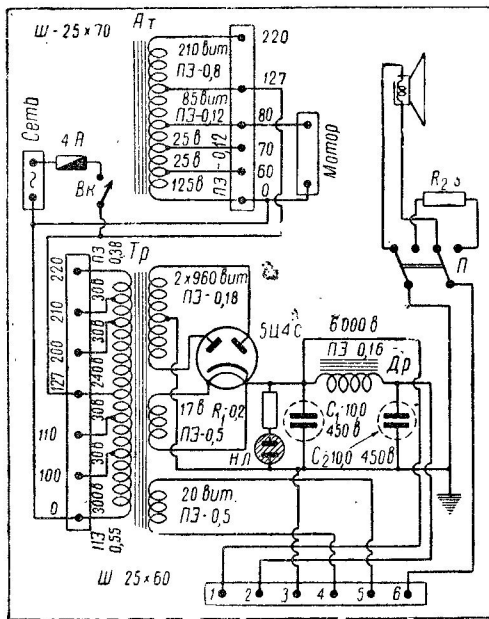 Ш-25×70
Ат
220
210 вит.
ПЭ-0,8
127
85 вит
ПЭ-0,12
80
25 в
70
25 в
60
ПЭ-0,12
125 в
0
Мотор
Сеть
~
4 А
Вк
R₂ 5
П
Тр
ПЭ 0,38
220
30 в
210
30 в
200
240 в
127
30 в
110
30 в
100
300 в
0
ПЭ 0,55
2×960 вит
ПЭ-0,18
5Ц4С
6000 в
ПЭ 0,16
Др
17 в
ПЭ-0,5
R₁-0,2
НЛ
C₁-10,0
450 в
C₂ 10,0 450 в
20 вит.
ПЭ-0,5
Ш 25×60
1 2 3 4 5 6